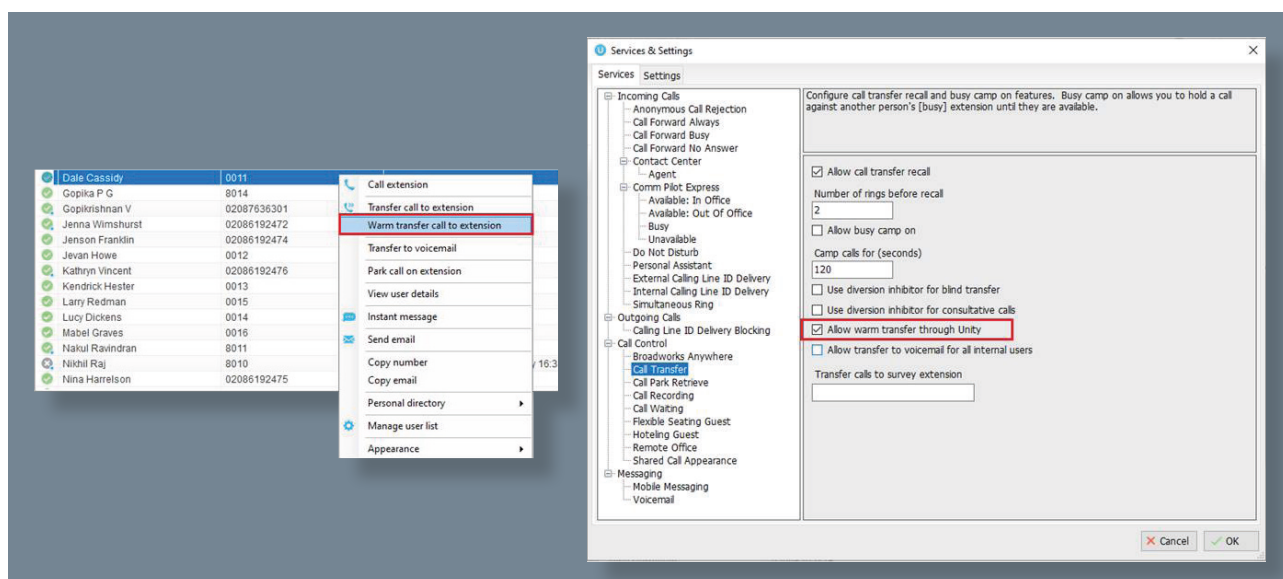 Dale Cassidy 0011
Gopika P G 8014
Gopikrishnan V 02087636301
Jenna Wimshurst 02086192472
Jenson Franklin 02086192474
Jevan Howe 0012
Kathryn Vincent 02086192476
Kendrick Hester 0013
Larry Redman 0015
Lucy Dickens 0014
Mabel Graves 0016
Nakul Ravindran 8011
Nikhil Raj 8010
Nina Harrelson 02086192475
Call extension
Transfer call to extension
Warm transfer call to extension
Transfer to voicemail
Park call on extension
View user details
Instant message
Send email
Copy number
Copy email
Personal directory
Manage user list
Appearance
Services & Settings
Services Settings
Incoming Calls
Anonymous Call Rejection
Call Forward Always
Call Forward Busy
Call Forward No Answer
Contact Center
Agent
Comm Pilot Express
Available: In Office
Available: Out Of Office
Busy
Unavailable
Do Not Disturb
Personal Assistant
External Calling Line ID Delivery
Internal Calling Line ID Delivery
Simultaneous Ring
Outgoing Calls
Calling Line ID Delivery Blocking
Call Control
Broadworks Anywhere
Call Transfer
Call Park Retrieve
Call Recording
Call Waiting
Flexible Seating Guest
Hoteling Guest
Remote Office
Shared Call Appearance
Messaging
Mobile Messaging
Voicemail
Configure call transfer recall and busy camp on features. Busy camp on allows you to hold a call
against another person's [busy] extension until they are available.
Allow call transfer recall
Number of rings before recall
2
Allow busy camp on
Camp calls for (seconds)
120
Use diversion inhibitor for blind transfer
Use diversion inhibitor for consultative calls
Allow warm transfer through Unity
Allow transfer to voicemail for all internal users
Transfer calls to survey extension
Cancel OK